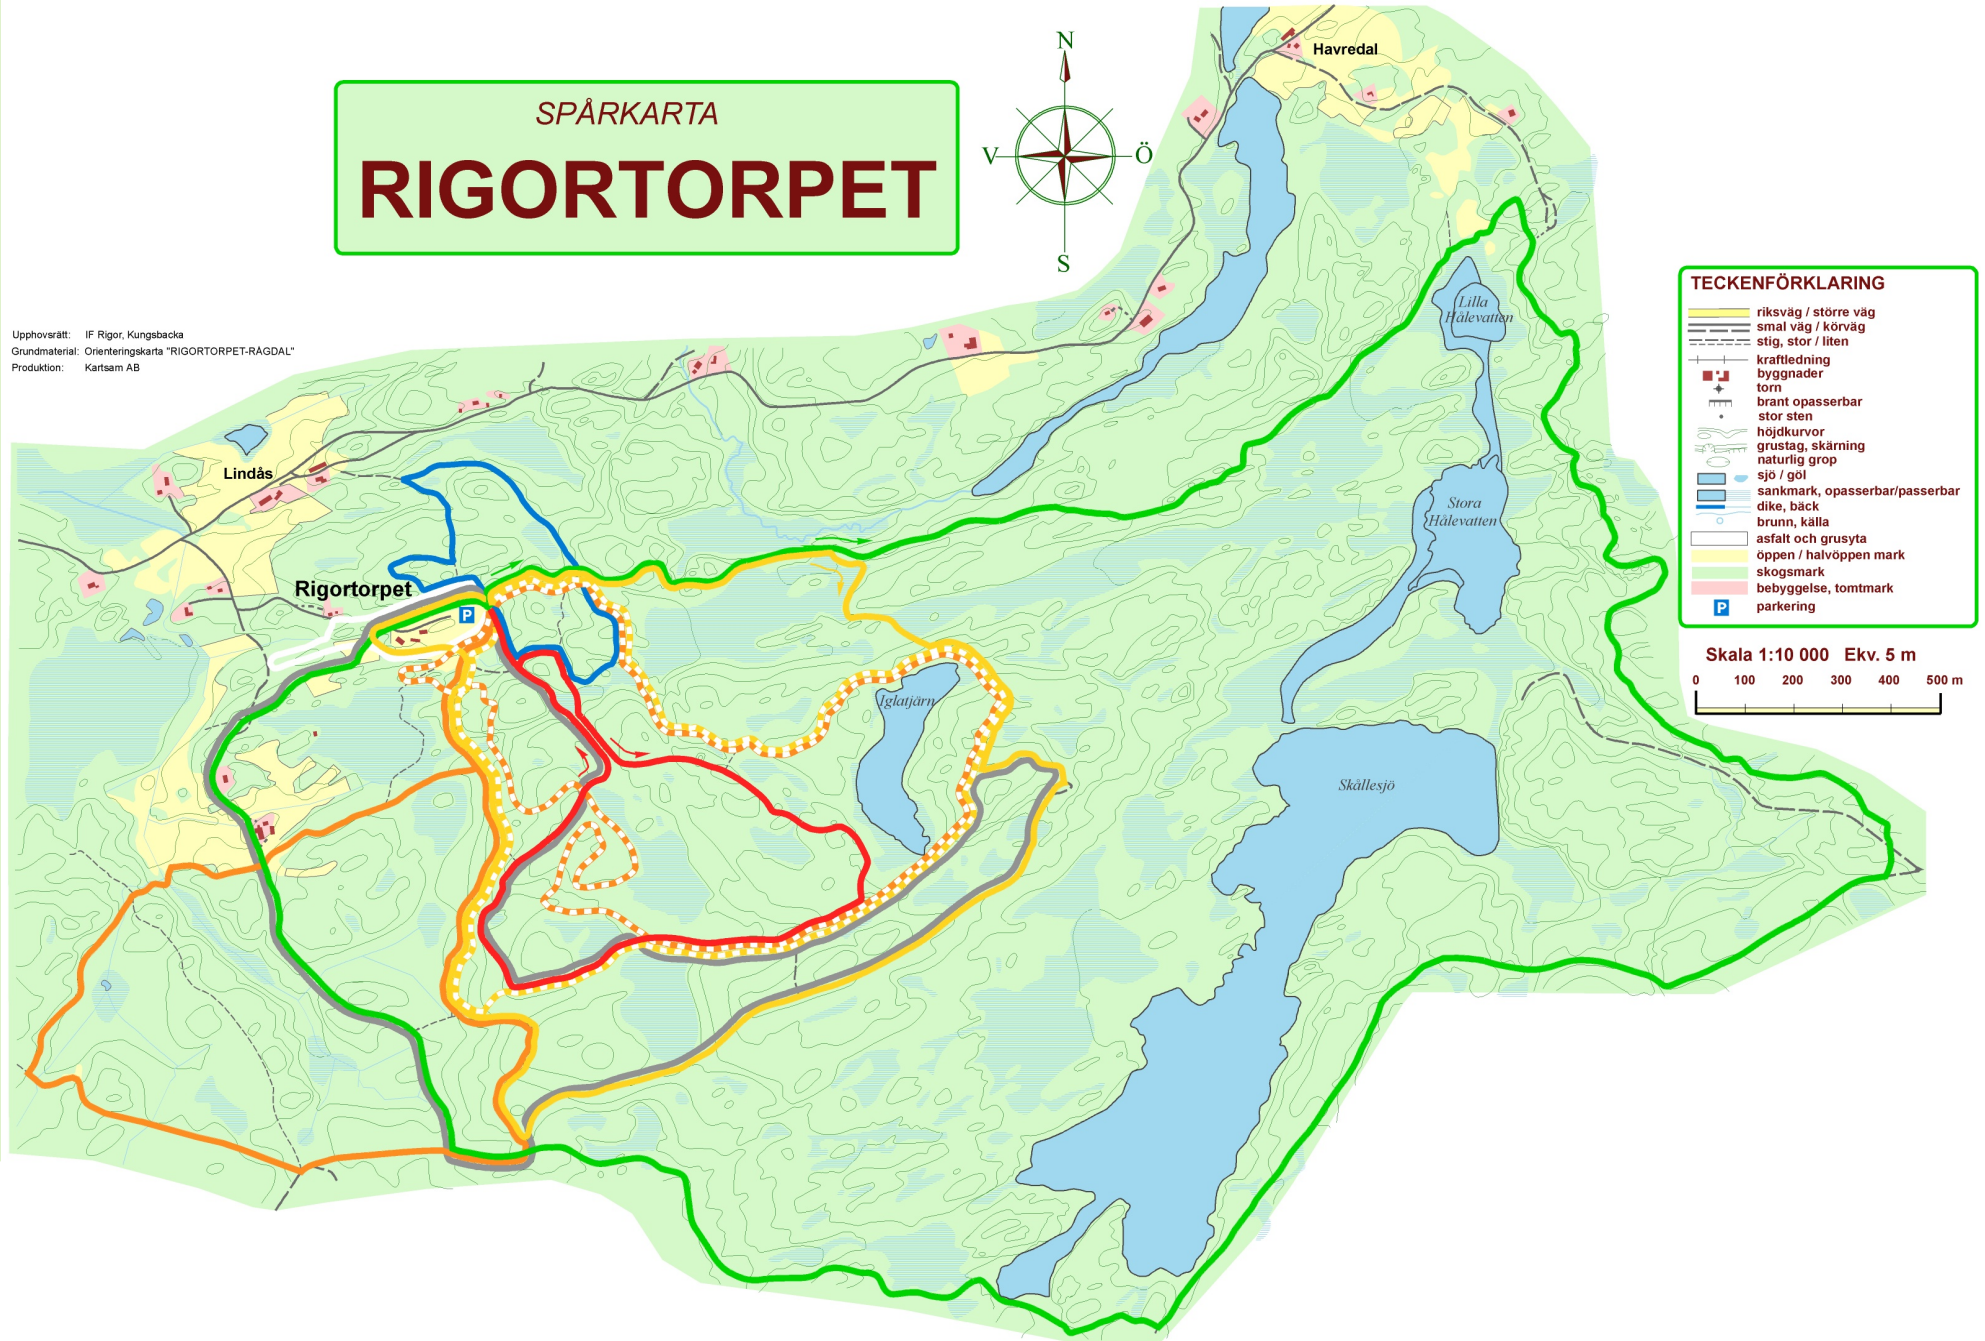 SPÅRKARTA
RIGORTORPET
N
V
Ö
S
Havredal
Upphovsrätt: IF Rigor, Kungsbacka
Grundmaterial: Orienteringskarta "RIGORTORPET-RÅGDAL"
Produktion: Kartsam AB
Lindås
Rigortorpet
P
Lilla
Hålevatten
Stora
Hålevatten
Iglatjärn
Skållesjö
TECKENFÖRKLARING
riksväg / större väg
smal väg / körväg
stig, stor / liten
kraftledning
byggnader
torn
brant opasserbar
stor sten
höjdkurvor
grustag, skärning
naturlig grop
sjö / göl
sankmark, opasserbar/passerbar
dike, bäck
brunn, källa
asfalt och grusyta
öppen / halvöppen mark
skogsmark
bebyggelse, tomtmark
P parkering
Skala 1:10 000 Ekv. 5 m
0 100 200 300 400 500 m